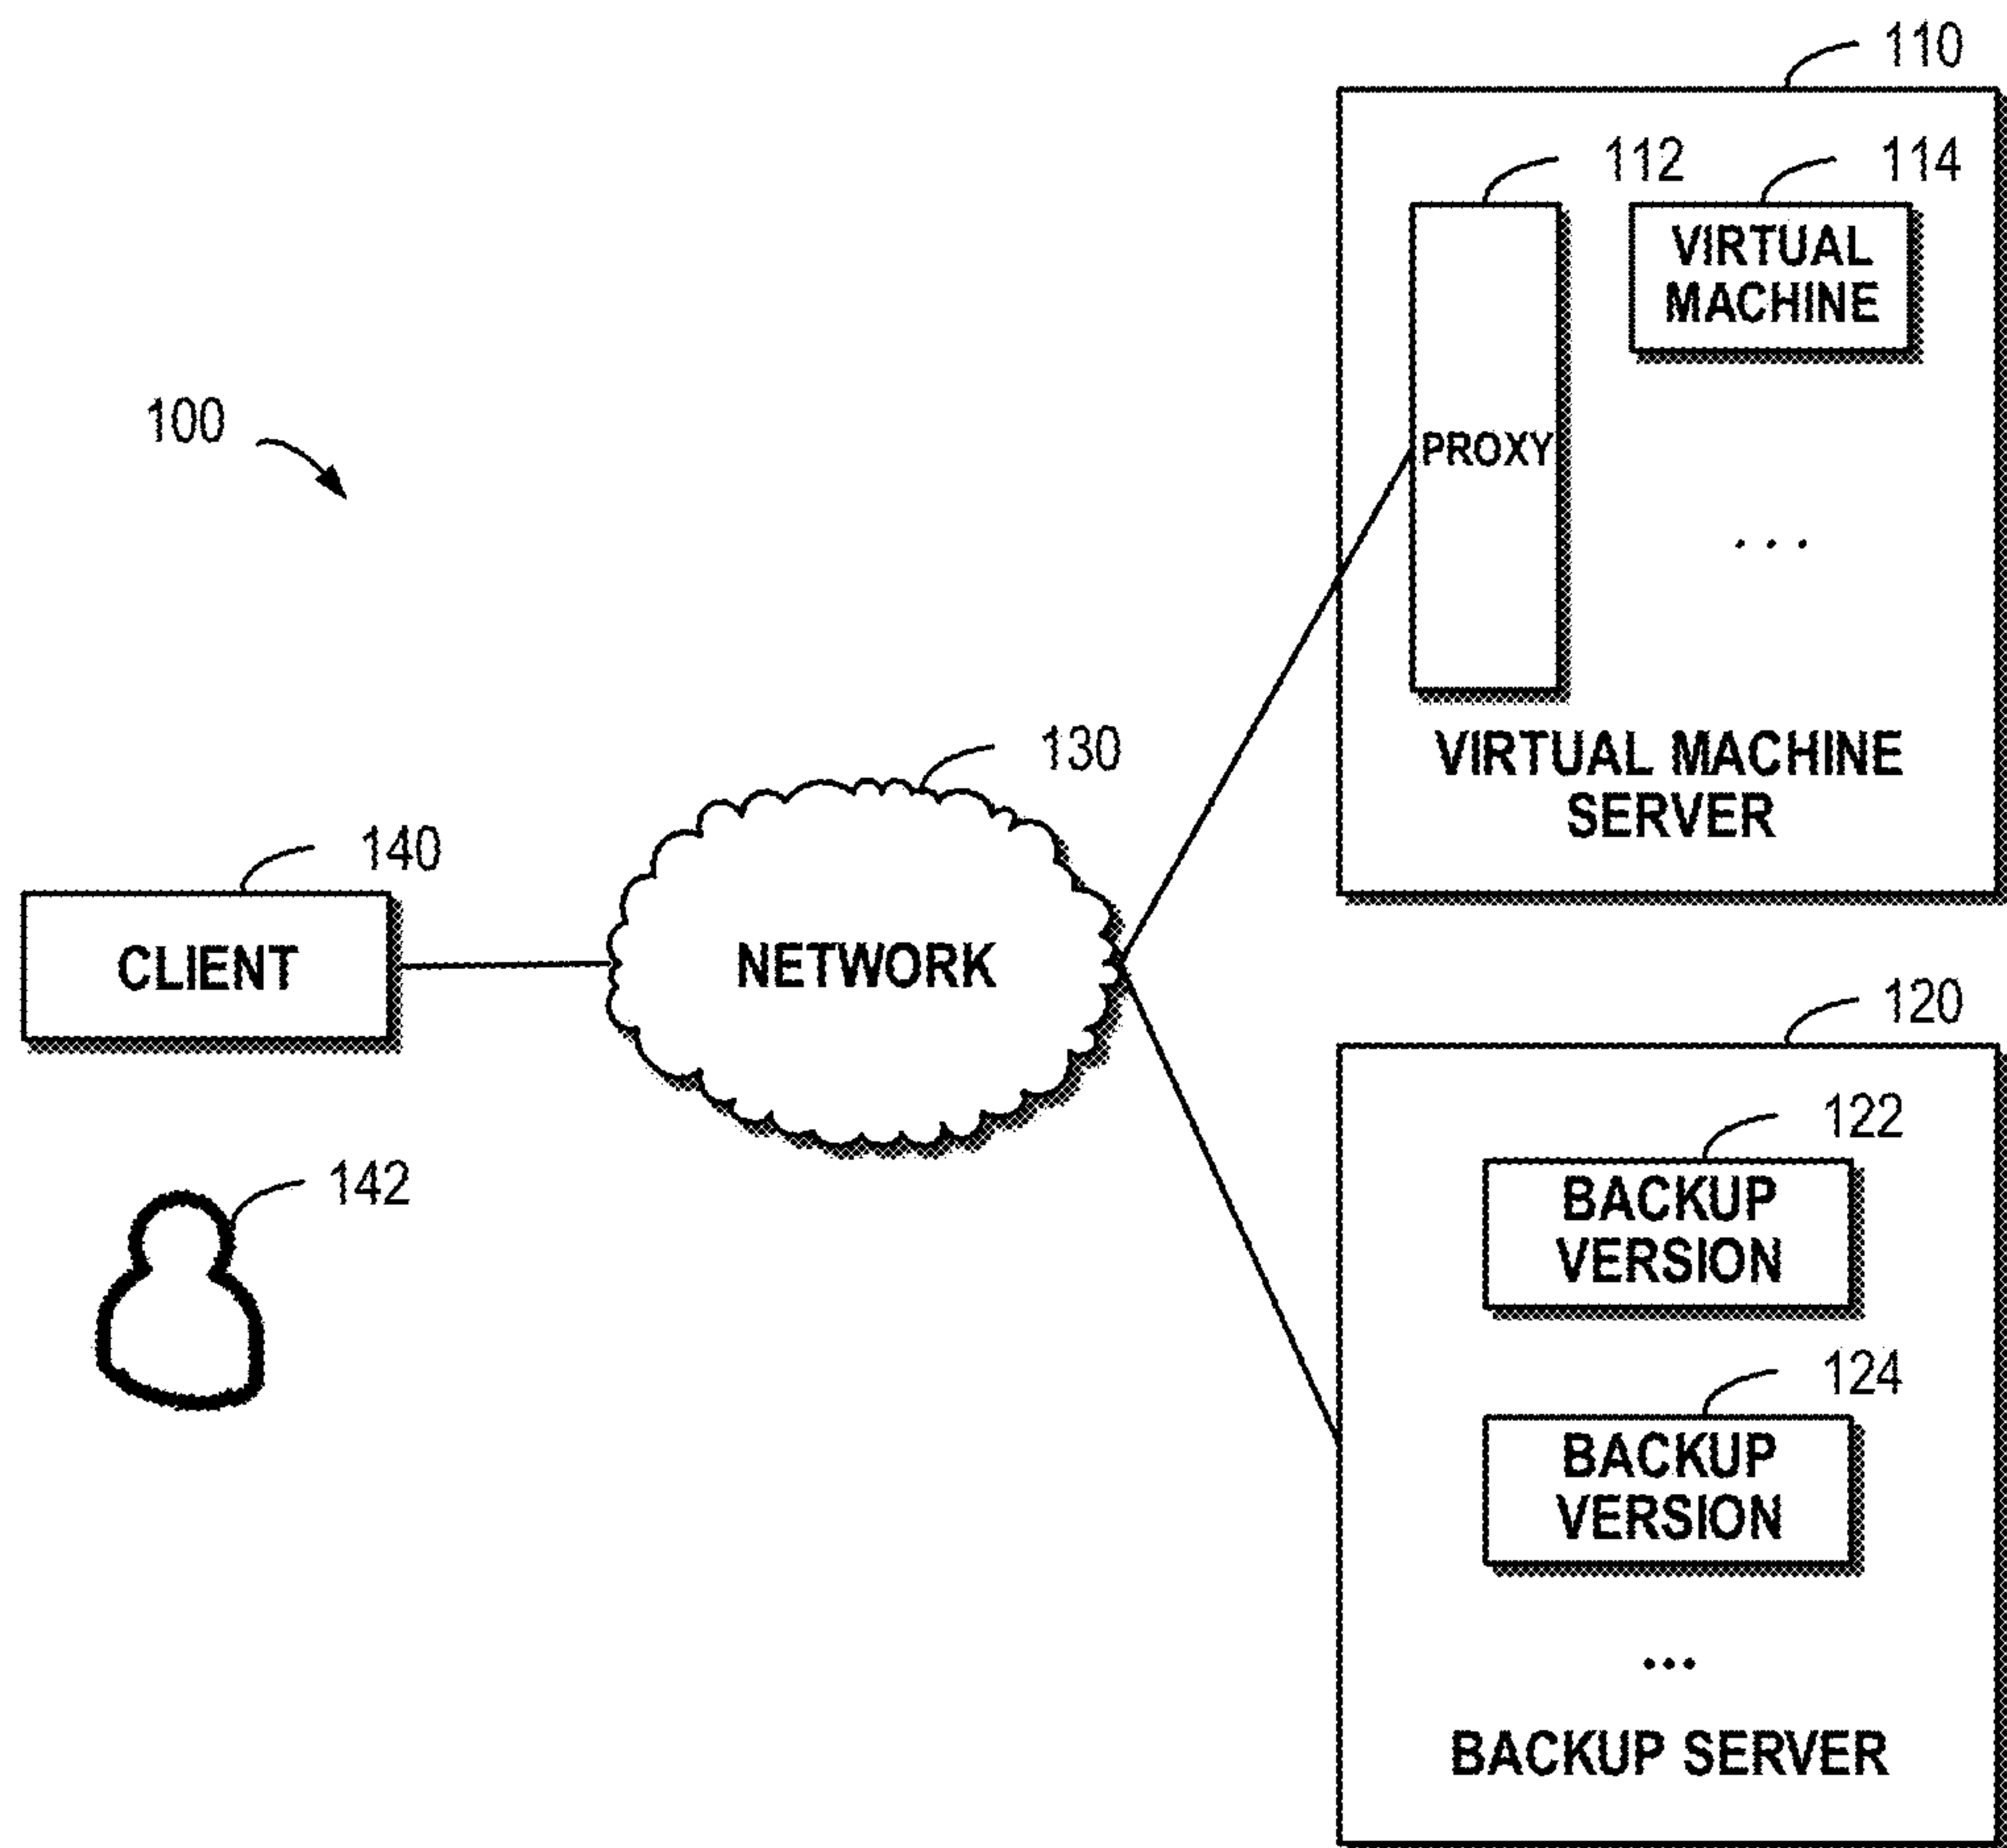 110
112
114
VIRTUAL
MACHINE
100
PROXY
...
130
VIRTUAL MACHINE
SERVER
140
CLIENT
NETWORK
120
122
BACKUP
VERSION
142
124
BACKUP
VERSION
...
BACKUP SERVER